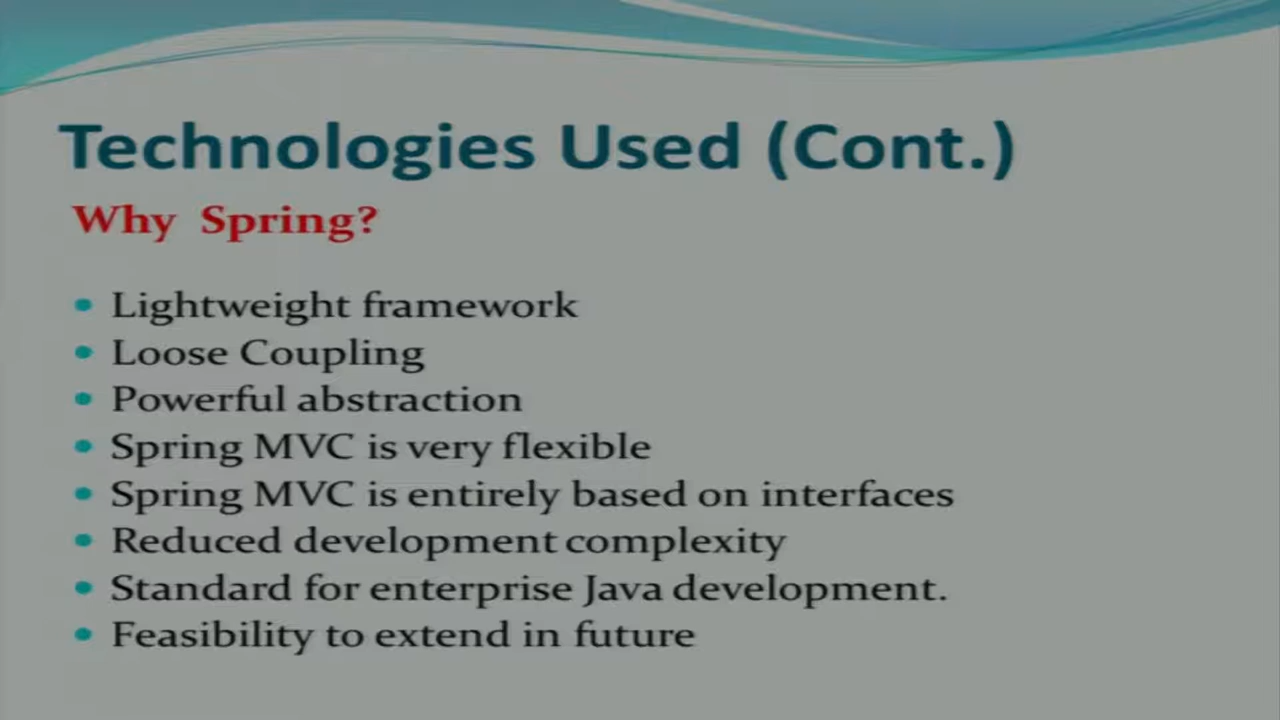 Technologies Used (Cont.)
Why Spring?
• Lightweight framework
• Loose Coupling
• Powerful abstraction
• Spring MVC is very flexible
• Spring MVC is entirely based on interfaces
• Reduced development complexity
• Standard for enterprise Java development.
• Feasibility to extend in future